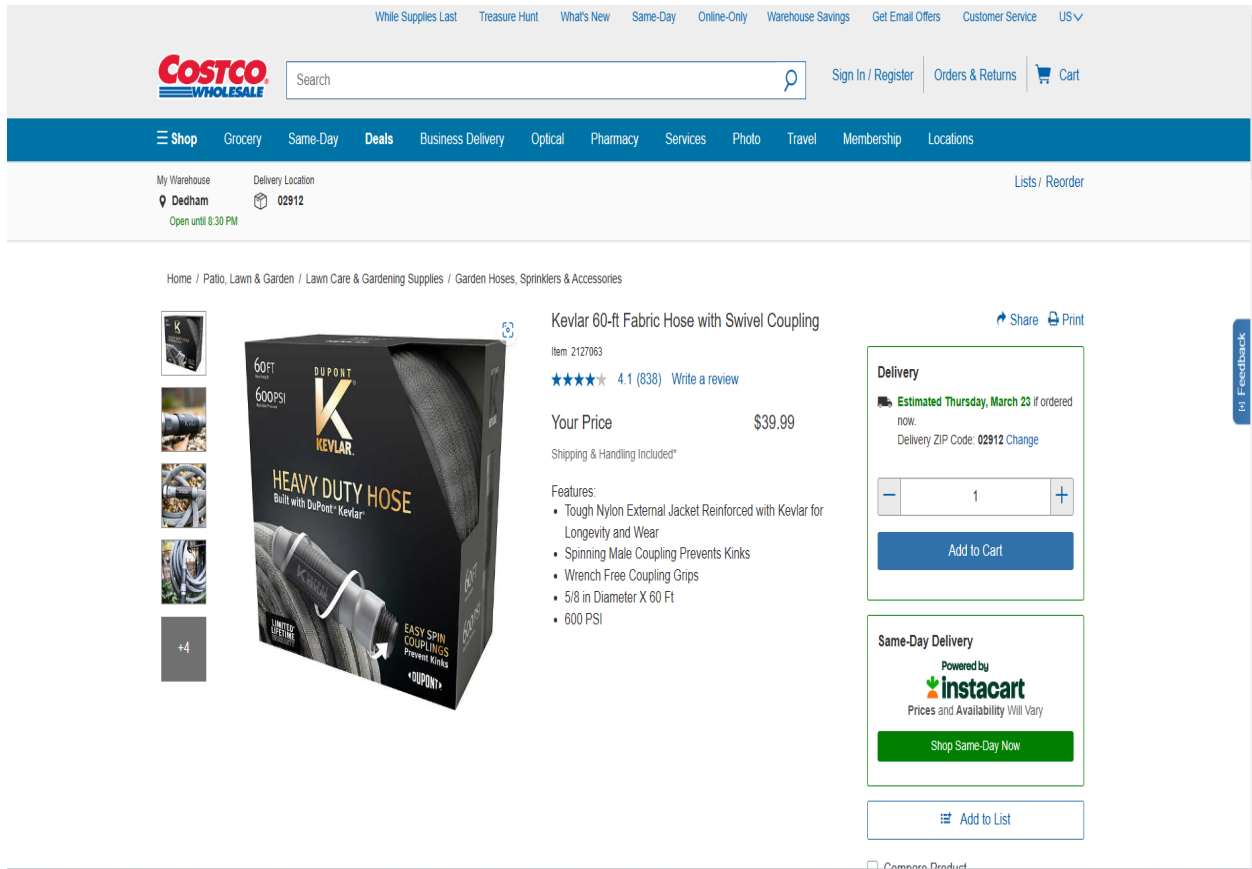 While Supplies Last Treasure Hunt What's New Same-Day Online-Only Warehouse Savings Get Email Offers Customer Service US
COSTCO
WHOLESALE
Search
Sign In / Register Orders & Returns Cart
Shop Grocery Same-Day Deals Business Delivery Optical Pharmacy Services Photo Travel Membership Locations
My Warehouse
Dedham
Open until 8:30 PM
Delivery Location
02912
Lists / Reorder
Home / Patio, Lawn & Garden / Lawn Care & Gardening Supplies / Garden Hoses, Sprinklers & Accessories
60FT
600PSI
DUPONT
K
KEVLAR.
HEAVY DUTY HOSE
Built with DuPont™ Kevlar®
KEVLAR
60FT
600PSI
LIMITED
LIFETIME
EASY SPIN
COUPLINGS
Prevent Kinks
DUPONT
+4
Kevlar 60-ft Fabric Hose with Swivel Coupling
Item 2127063
4.1 (838) Write a review
Your Price $39.99
Shipping & Handling Included*
Features:
• Tough Nylon External Jacket Reinforced with Kevlar for
Longevity and Wear
• Spinning Male Coupling Prevents Kinks
• Wrench Free Coupling Grips
• 5/8 in Diameter X 60 Ft
• 600 PSI
Share Print
Delivery
Estimated Thursday, March 23 if ordered
now.
Delivery ZIP Code: 02912 Change
1
Add to Cart
Same-Day Delivery
Powered by
instacart
Prices and Availability Will Vary
Shop Same-Day Now
Add to List
Compare Product
[+] Feedback